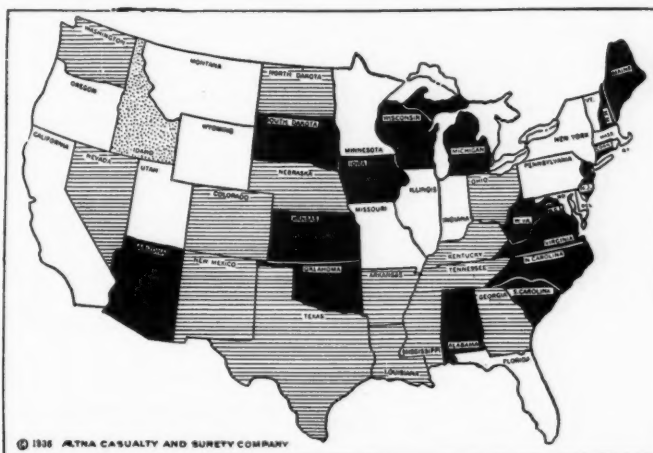 WASHINGTON
MONTANA
NORTH DAKOTA
MAINE
OREGON
IDAHO
WYOMING
SOUTH DAKOTA
MINNESOTA
WISCONSIN
MICHIGAN
VT.
NEW YORK
MASS.
CONN.
CALIFORNIA
NEVADA
UTAH
COLORADO
NEBRASKA
IOWA
ILLINOIS
INDIANA
OHIO
PENNSYLVANIA
N.J.
KANSAS
MISSOURI
KENTUCKY
W. VA.
VIRGINIA
NEW MEXICO
OKLAHOMA
ARKANSAS
TENNESSEE
N. CAROLINA
S. CAROLINA
TEXAS
LOUISIANA
MISSISSIPPI
ALABAMA
GEORGIA
FLORIDA
© 1936 ÆTNA CASUALTY AND SURETY COMPANY